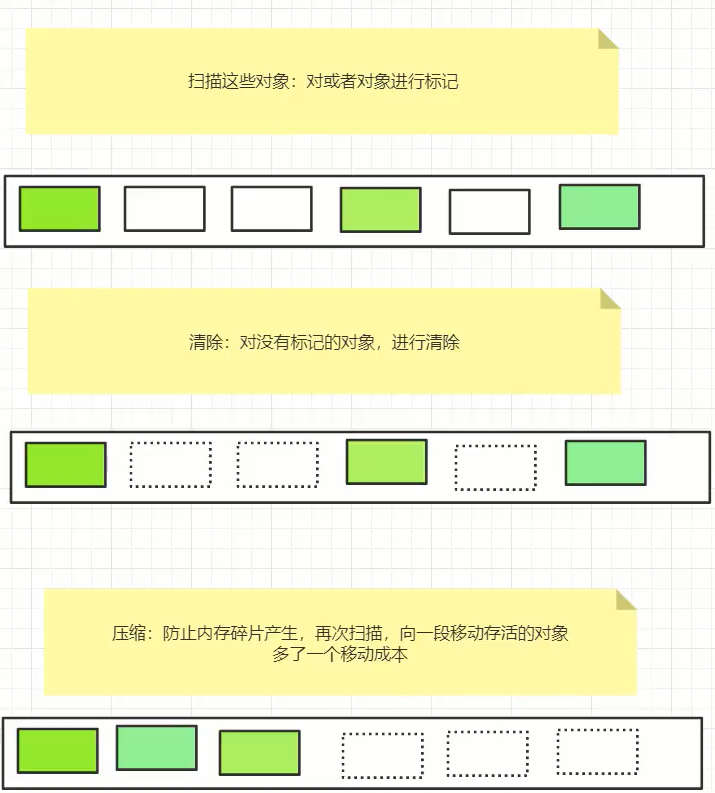 扫描这些对象：对或者对象进行标记
清除：对没有标记的对象，进行清除
压缩：防止内存碎片产生，再次扫描，向一段移动存活的对象
多了一个移动成本